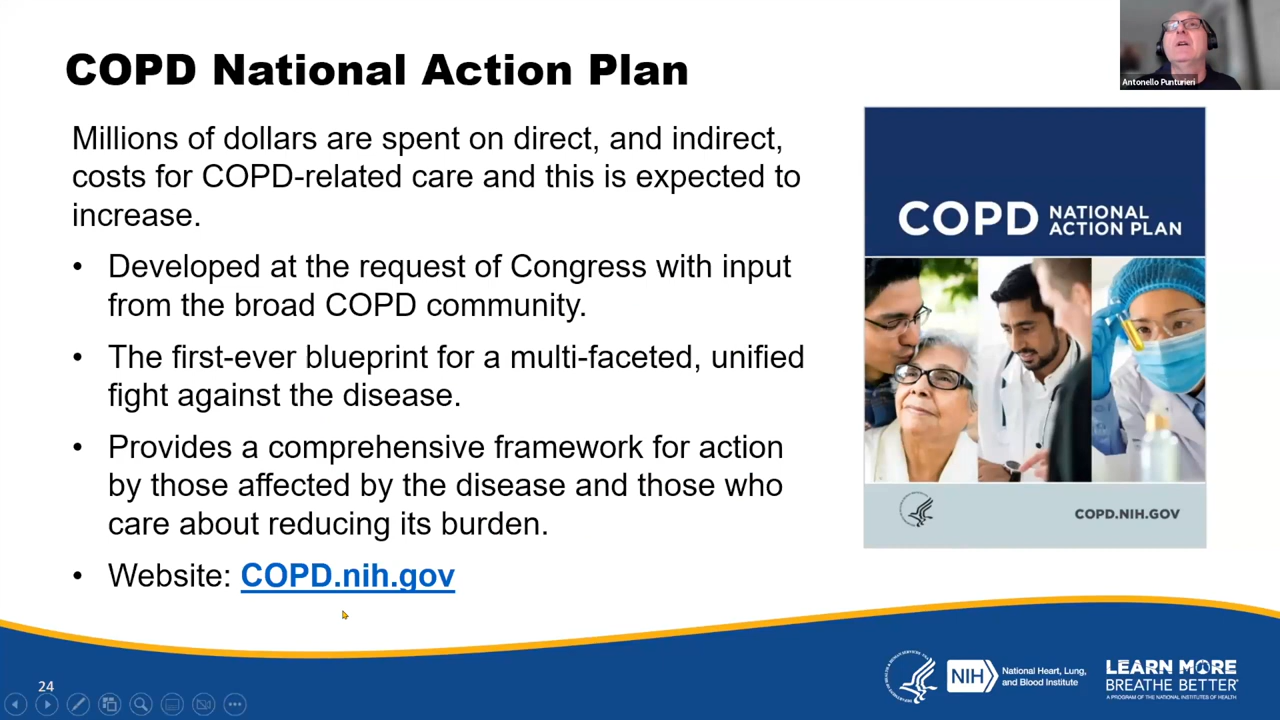 COPD National Action Plan
Antonello Punturieri
Millions of dollars are spent on direct, and indirect,
costs for COPD-related care and this is expected to
increase.
• Developed at the request of Congress with input
from the broad COPD community.
• The first-ever blueprint for a multi-faceted, unified
fight against the disease.
• Provides a comprehensive framework for action
by those affected by the disease and those who
care about reducing its burden.
• Website: COPD.nih.gov
COPD NATIONAL
ACTION PLAN
COPD.NIH.GOV
24
NIH National Heart, Lung,
and Blood Institute
LEARN MORE
BREATHE BETTER
A PROGRAM OF THE NATIONAL INSTITUTES OF HEALTH